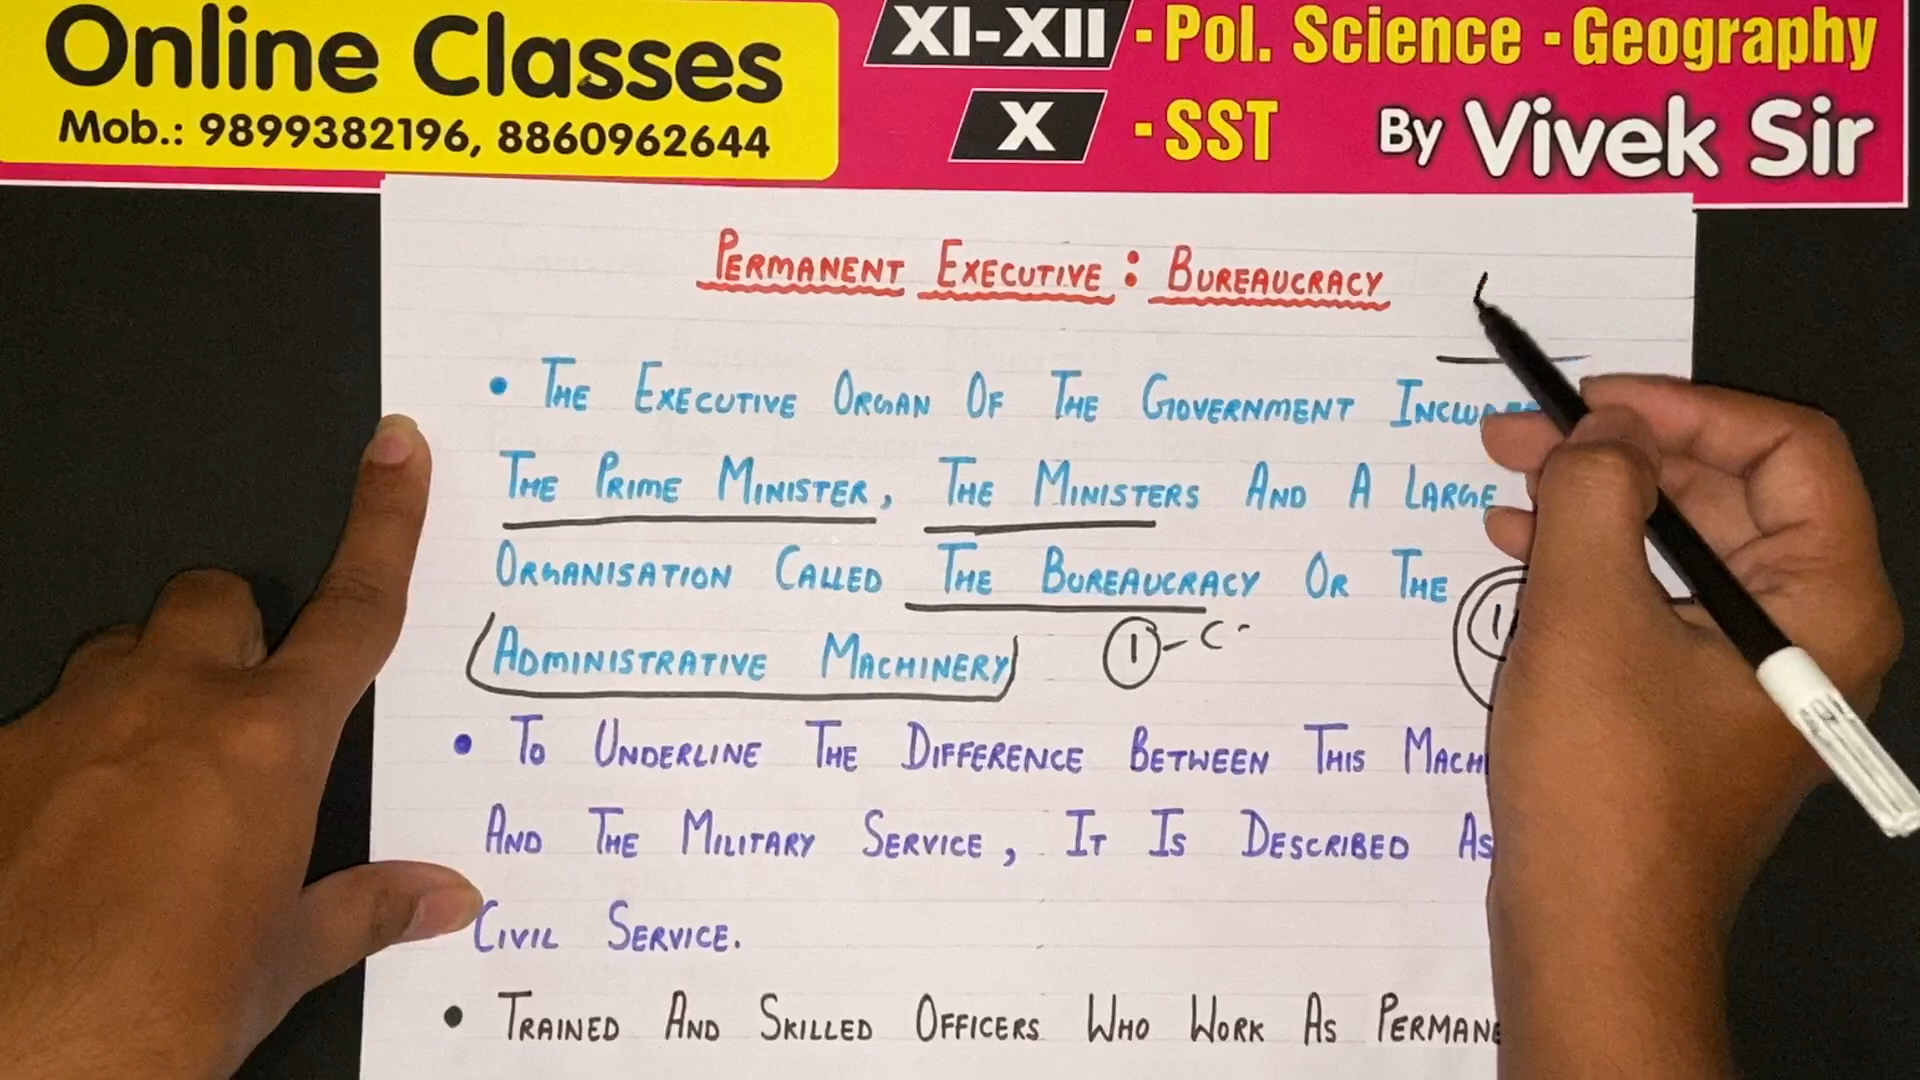 Online Classes
Mob.: 9899382196, 8860962644
XI-XII - Pol. Science - Geography
X - SST By Vivek Sir
PERMANENT EXECUTIVE : BUREAUCRACY
• THE EXECUTIVE ORGAN OF THE GOVERNMENT
THE PRIME MINISTER, THE MINISTERS AND A LARGE
ORGANISATION CALLED THE BUREAUCRACY OR THE
ADMINISTRATIVE MACHINERY 1 - C
• TO UNDERLINE THE DIFFERENCE BETWEEN THIS
AND THE MILITARY SERVICE, IT IS DESCRIBED AS
CIVIL SERVICE.
• TRAINED AND SKILLED OFFICERS WHO WORK AS